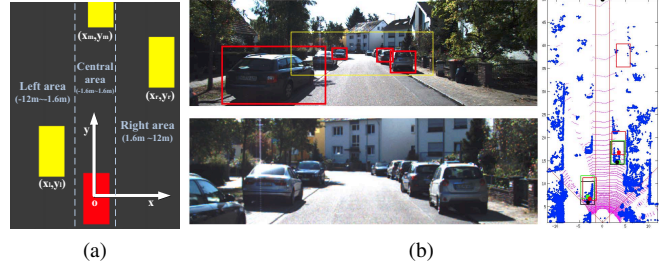 (xₘ,yₘ)
Central
area
(-1.6m~1.6m)
(xᵣ,yᵣ)
Left area
(-12m~-1.6m)
y
Right area
(1.6m ~12m)
(xₗ,yₗ)
o
x
(a)
(b)